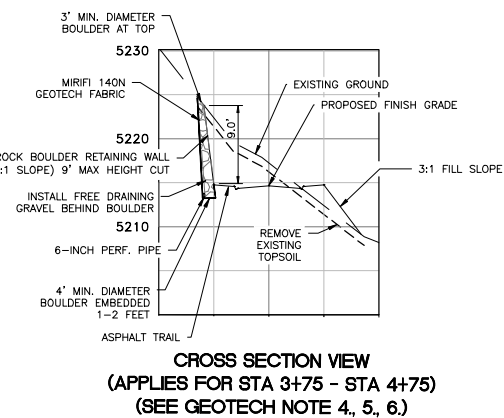 3' MIN. DIAMETER
BOULDER AT TOP
5230
MIRIFI 140N
GEOTECH FABRIC
EXISTING GROUND
PROPOSED FINISH GRADE
5220
9.0'
ROCK BOULDER RETAINING WALL
:1 SLOPE) 9' MAX HEIGHT CUT
3:1 FILL SLOPE
INSTALL FREE DRAINING
GRAVEL BEHIND BOULDER
5210
REMOVE
EXISTING
TOPSOIL
6-INCH PERF. PIPE
4' MIN. DIAMETER
BOULDER EMBEDDED
1-2 FEET
ASPHALT TRAIL
CROSS SECTION VIEW
(APPLIES FOR STA 3+75 - STA 4+75)
(SEE GEOTECH NOTE 4., 5., 6.)